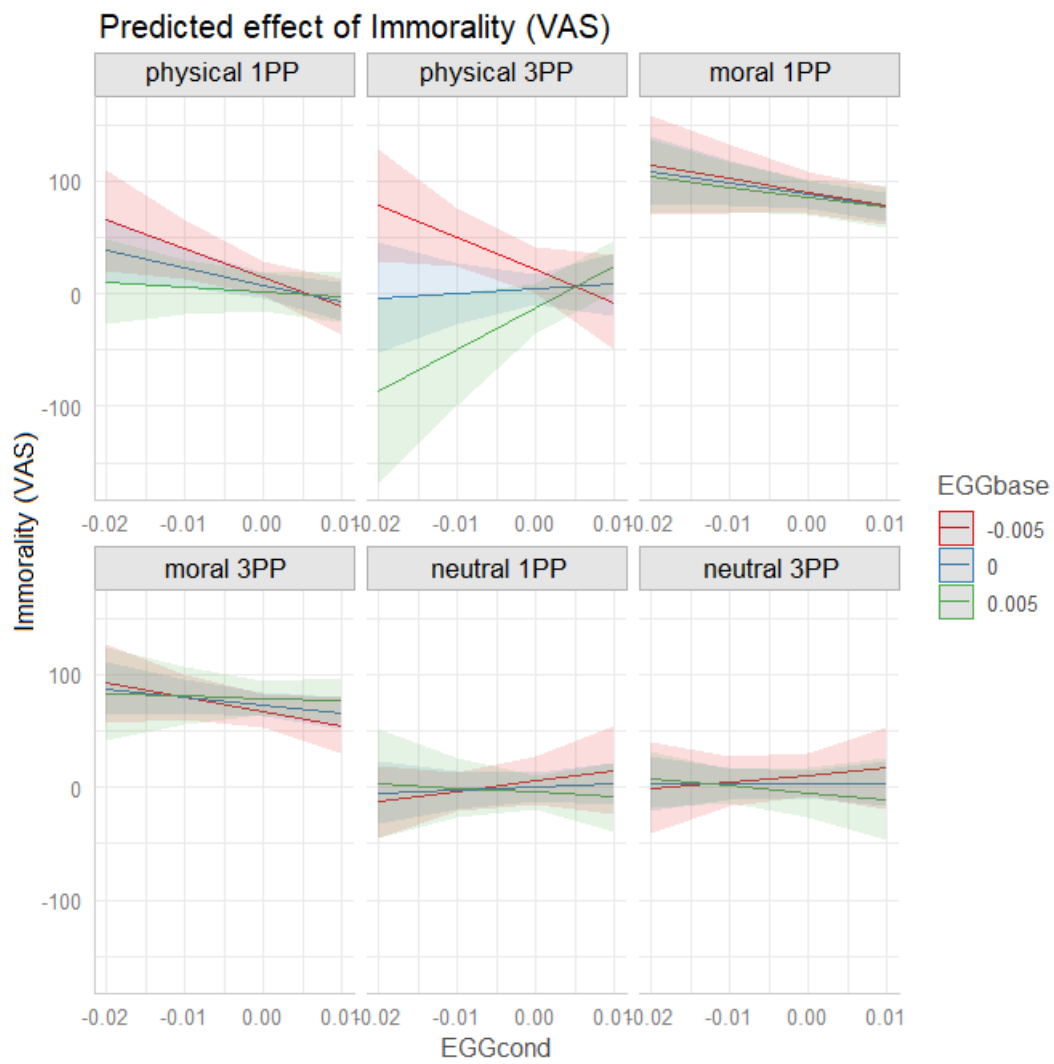 Predicted effect of Immorality (VAS)
physical 1PP
physical 3PP
moral 1PP
100
0
-100
-0.02 -0.01 0.00 0.01
-0.02 -0.01 0.00 0.01
-0.02 -0.01 0.00 0.01
moral 3PP
neutral 1PP
neutral 3PP
100
0
-100
-0.02 -0.01 0.00 0.01
-0.02 -0.01 0.00 0.01
-0.02 -0.01 0.00 0.01
EGGcond
Immorality (VAS)
EGGbase
-0.005
0
0.005